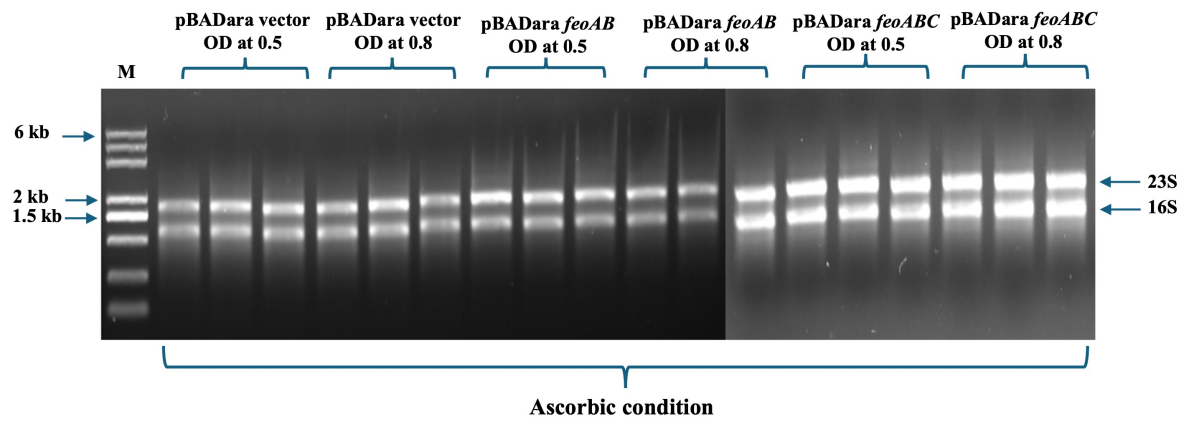 pBADara vector
OD at 0.5
pBADara vector
OD at 0.8
pBADara feoAB
OD at 0.5
pBADara feoAB
OD at 0.8
pBADara feoABC
OD at 0.5
pBADara feoABC
OD at 0.8
M
6 kb
2 kb
1.5 kb
23S
16S
Ascorbic condition